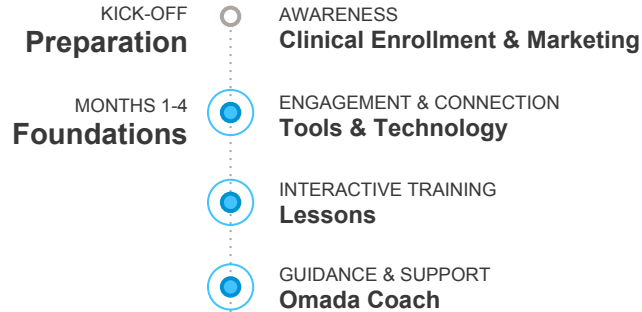 KICK-OFF
Preparation
AWARENESS
Clinical Enrollment & Marketing
MONTHS 1-4
Foundations
ENGAGEMENT & CONNECTION
Tools & Technology
INTERACTIVE TRAINING
Lessons
GUIDANCE & SUPPORT
Omada Coach